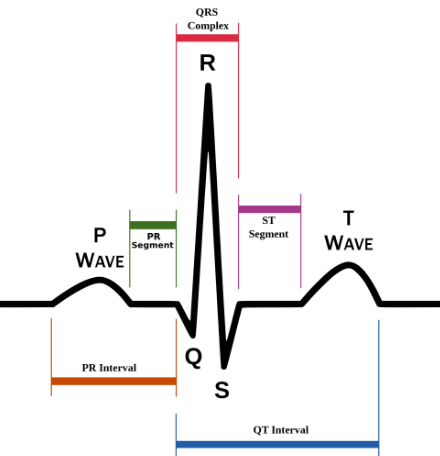 QRS
Complex
R
P
WAVE
PR
Segment
ST
Segment
T
WAVE
Q
S
PR Interval
QT Interval